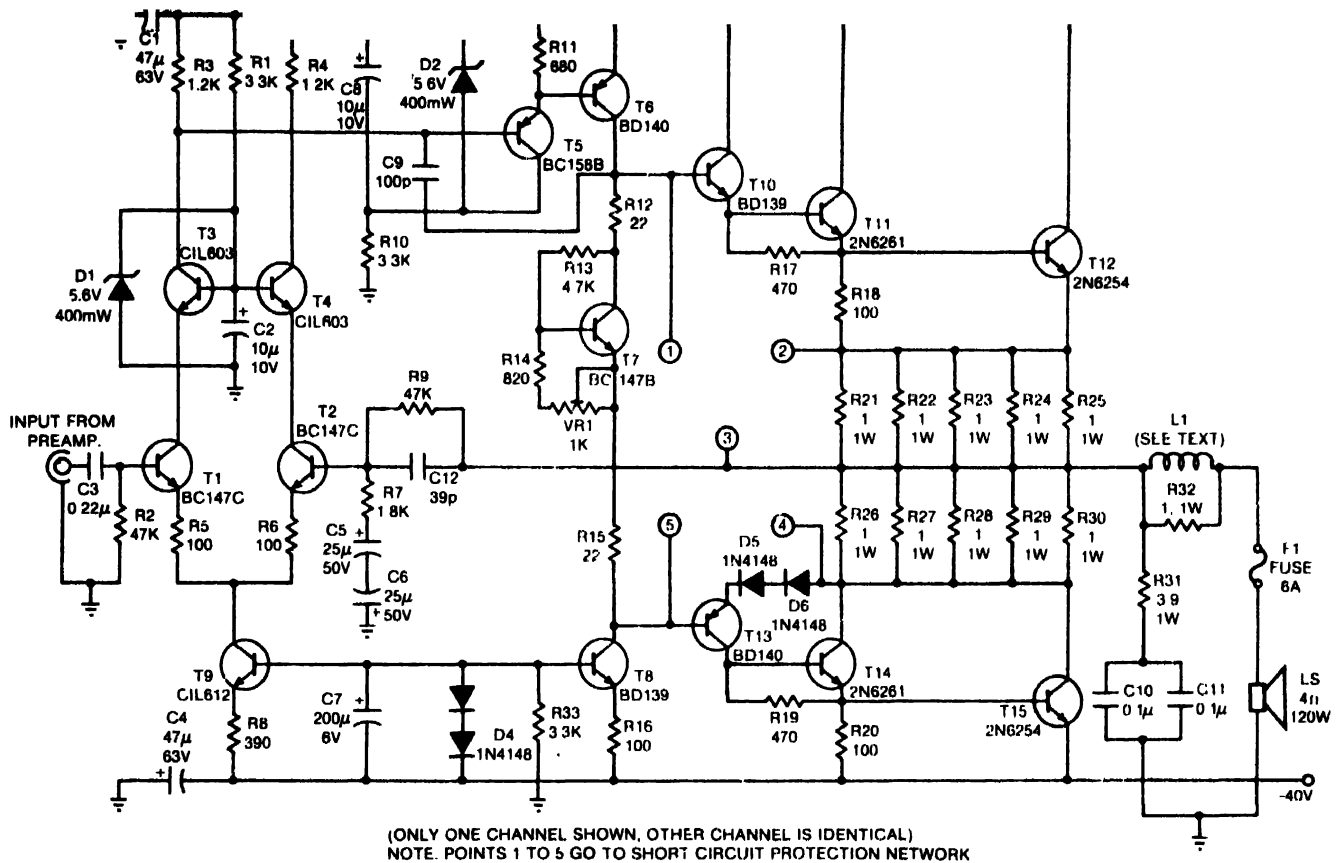 C1
47μ
63V
R3
1.2K
R1
3 3K
R4
1 2K
C8
10μ
10V
D2
5 6V
400mW
R11
680
T6
BD140
T5
BC158B
C9
100p
R12
22
T10
BD139
T11
2N6261
T12
2N6254
T3
CIL603
D1
5.6V
400mW
T4
CIL603
C2
10μ
10V
R10
3 3K
R13
4 7K
R17
470
R18
100
R14
820
T7
BC147B
VR1
1K
1
2
R9
47K
R21
1
1W
R22
1
1W
R23
1
1W
R24
1
1W
R25
1
1W
L1
(SEE TEXT)
INPUT FROM
PREAMP.
T2
BC147C
3
C3
0 22μ
T1
BC147C
R2
47K
R5
100
R6
100
R7
1 8K
C12
39p
C5
25μ
50V
C6
25μ
50V
R15
22
5
4
D5
1N4148
D6
1N4148
R26
1
1W
R27
1
1W
R28
1
1W
R29
1
1W
R30
1
1W
R32
1, 1W
R31
3 9
1W
F1
FUSE
6A
T9
CIL612
T8
BD139
T13
BD140
T14
2N6261
T15
2N6254
C4
47μ
63V
R8
390
C7
200μ
6V
D4
1N4148
R33
3 3K
R16
100
R19
470
R20
100
C10
0 1μ
C11
0 1μ
LS
4Ω
120W
-40V
(ONLY ONE CHANNEL SHOWN, OTHER CHANNEL IS IDENTICAL)
NOTE. POINTS 1 TO 5 GO TO SHORT CIRCUIT PROTECTION NETWORK